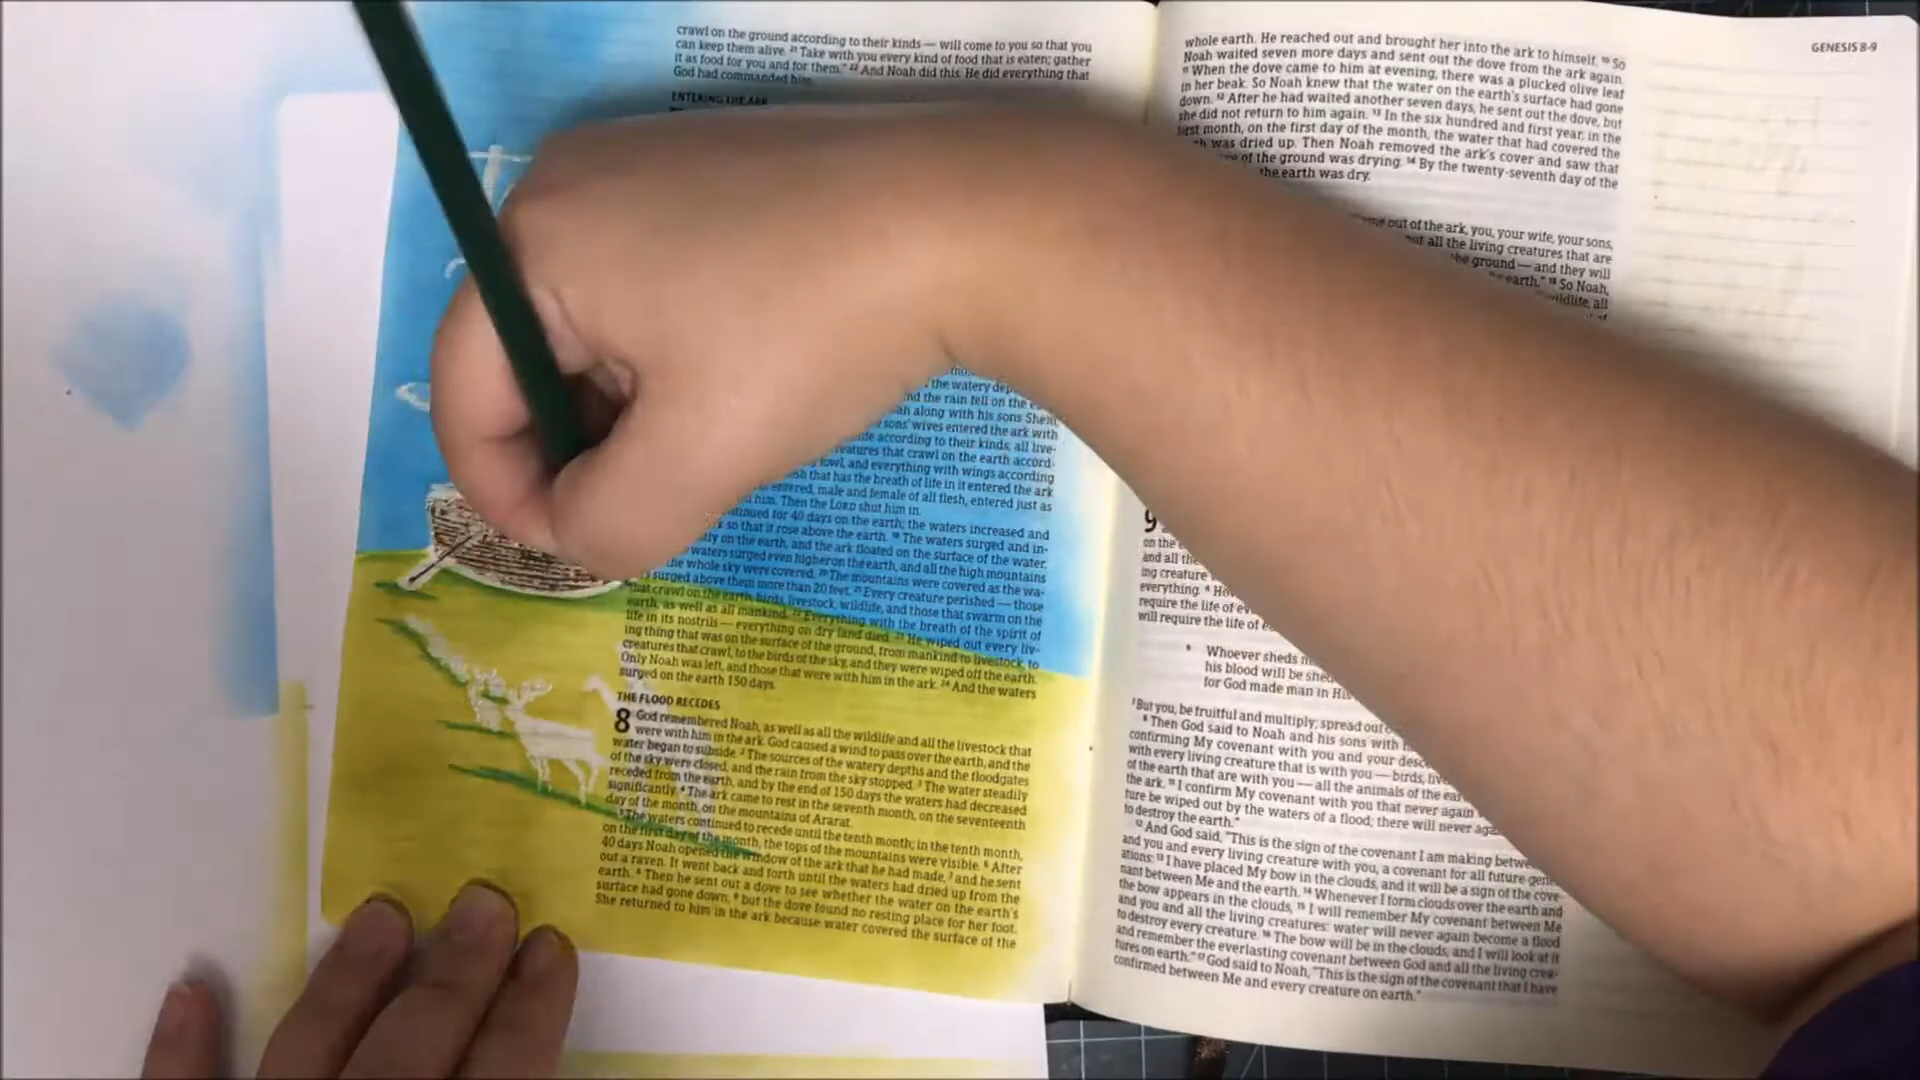 crawl on the ground according to their kinds — will come to you so that you
can keep them alive. 21 Take with you every kind of food that is eaten; gather
it as food for you and for them." 22 And Noah did this. He did everything that
God had commanded him.
ENTERING THE ARK
the watery
nd the rain fell on the
ah along with his sons Shem,
sons' wives entered the ark with
according to their kinds, all live-
eatures that crawl on the earth accord-
fowl, and everything with wings according
sh that has the breath of life in it entered the ark
entered, male and female of all flesh, entered just as
him. Then the LORD shut him in.
ntinued for 40 days on the earth; the waters increased and
k so that it rose above the earth. 18 The waters surged and in-
tly on the earth, and the ark floated on the surface of the water.
waters surged even higher on the earth, and all the high mountains
the whole sky were covered. 20 The mountains were covered as the wa-
surged above them more than 20 feet. 21 Every creature perished — those
that crawl on the earth, birds, livestock, wildlife, and those that swarm on the
earth, as well as all mankind. 22 Everything with the breath of the spirit of
life in its nostrils — everything on dry land died. 23 He wiped out every liv-
ing thing that was on the surface of the ground, from mankind to livestock, to
creatures that crawl, to the birds of the sky, and they were wiped off the earth.
Only Noah was left, and those that were with him in the ark. 24 And the waters
surged on the earth 150 days.
THE FLOOD RECEDES
8 God remembered Noah, as well as all the wildlife and all the livestock that
were with him in the ark. God caused a wind to pass over the earth, and the
water began to subside. 2 The sources of the watery depths and the floodgates
of the sky were closed, and the rain from the sky stopped. 3 The water steadily
receded from the earth, and by the end of 150 days the waters had decreased
significantly. 4 The ark came to rest in the seventh month, on the seventeenth
day of the month, on the mountains of Ararat.
5 The waters continued to recede until the tenth month; in the tenth month,
on the first day of the month, the tops of the mountains were visible. 6 After
40 days Noah opened the window of the ark that he had made, 7 and he sent
out a raven. It went back and forth until the waters had dried up from the
earth. 8 Then he sent out a dove to see whether the water on the earth's
surface had gone down, 9 but the dove found no resting place for her foot.
She returned to him in the ark because water covered the surface of the
GENESIS 8-9
whole earth. He reached out and brought her into the ark to himself. 10 So
Noah waited seven more days and sent out the dove from the ark again.
11 When the dove came to him at evening, there was a plucked olive leaf
in her beak. So Noah knew that the water on the earth's surface had gone
down. 12 After he had waited another seven days, he sent out the dove, but
she did not return to him again. 13 In the six hundred and first year, in the
first month, on the first day of the month, the water that had covered the
was dried up. Then Noah removed the ark's cover and saw that
of the ground was drying. 14 By the twenty-seventh day of the
the earth was dry.
out of the ark, you, your wife, your sons,
all the living creatures that are
the ground — and they will
earth." 18 So Noah,
wildlife, all
9
on the
and all the
ing creature
everything. 4
require the life of
will require the life of
6 Whoever sheds
his blood will be shed
for God made man in His
7 But you, be fruitful and multiply; spread out
8 Then God said to Noah and his sons with
confirming My covenant with you and your
with every living creature that is with you — birds,
of the earth that are with you — all the animals of the
the ark. 11 I confirm My covenant with you that never again
ture be wiped out by the waters of a flood; there will never
to destroy the earth."
12 And God said, "This is the sign of the covenant I am making
and you and every living creature with you, a covenant for all future gener-
ations: 13 I have placed My bow in the clouds, and it will be a sign of the cove-
nant between Me and the earth. 14 Whenever I form clouds over the earth and
the bow appears in the clouds, 15 I will remember My covenant between Me
and you and all the living creatures: water will never again become a flood
to destroy every creature. 16 The bow will be in the clouds, and I will look at it
and remember the everlasting covenant between God and all the living crea-
tures on earth." 17 God said to Noah, "This is the sign of the covenant that I have
confirmed between Me and every creature on earth."